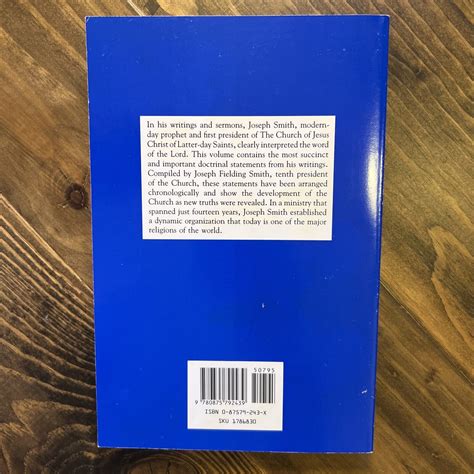 In his writings and sermons, Joseph Smith, modern-
day prophet and first president of The Church of Jesus
Christ of Latter-day Saints, clearly interpreted the word
of the Lord. This volume contains the most succinct
and important doctrinal statements from his writings.
Compiled by Joseph Fielding Smith, tenth president
of the Church, these statements have been arranged
chronologically and show the development of the
Church as new truths were revealed. In a ministry that
spanned just fourteen years, Joseph Smith established
a dynamic organization that today is one of the major
religions of the world.
50795
9 780875 792439
ISBN 0-87579-243-X
SKU 1786830